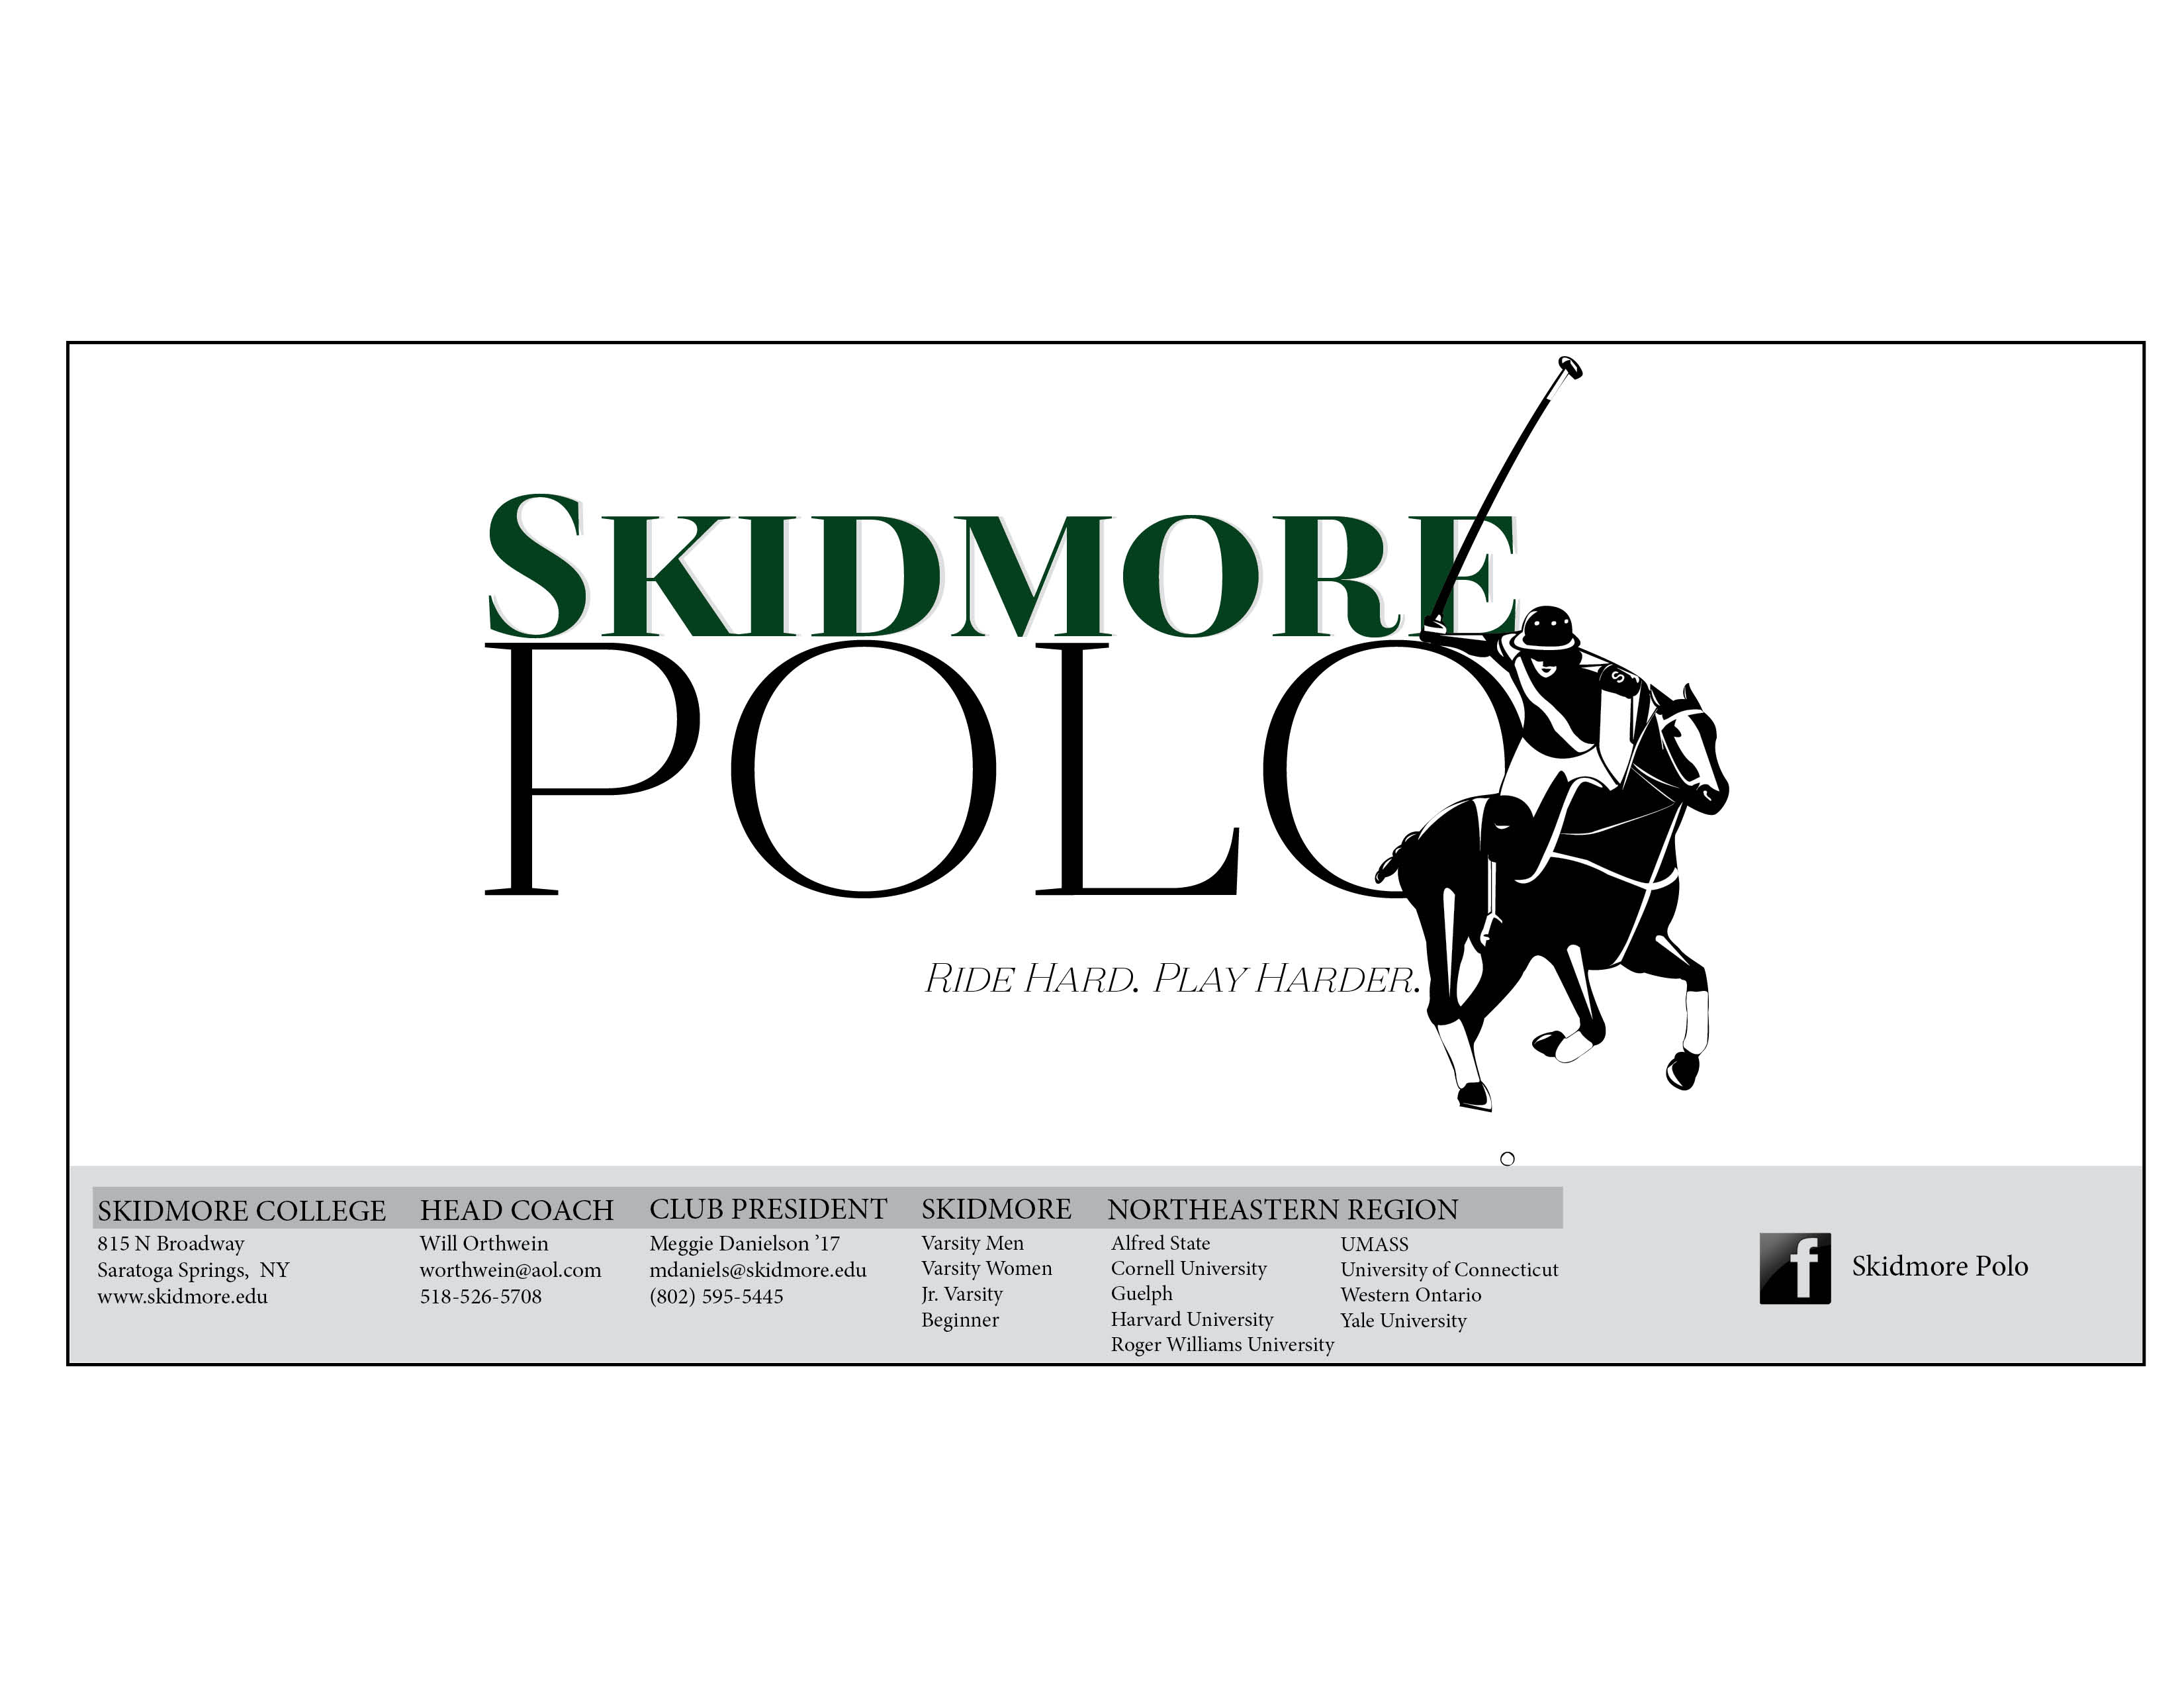 SKIDMORE
POLO
RIDE HARD. PLAY HARDER.
S
SKIDMORE COLLEGE
815 N Broadway
Saratoga Springs,  NY
www.skidmore.edu
HEAD COACH
Will Orthwein
worthwein@aol.com
518-526-5708
CLUB PRESIDENT
Meggie Danielson ’17
mdaniels@skidmore.edu
(802) 595-5445
SKIDMORE
Varsity Men
Varsity Women
Jr. Varsity
Beginner
NORTHEASTERN REGION
Alfred State
Cornell University
Guelph
Harvard University
Roger Williams University
UMASS
University of Connecticut
Western Ontario
Yale University
f
Skidmore Polo